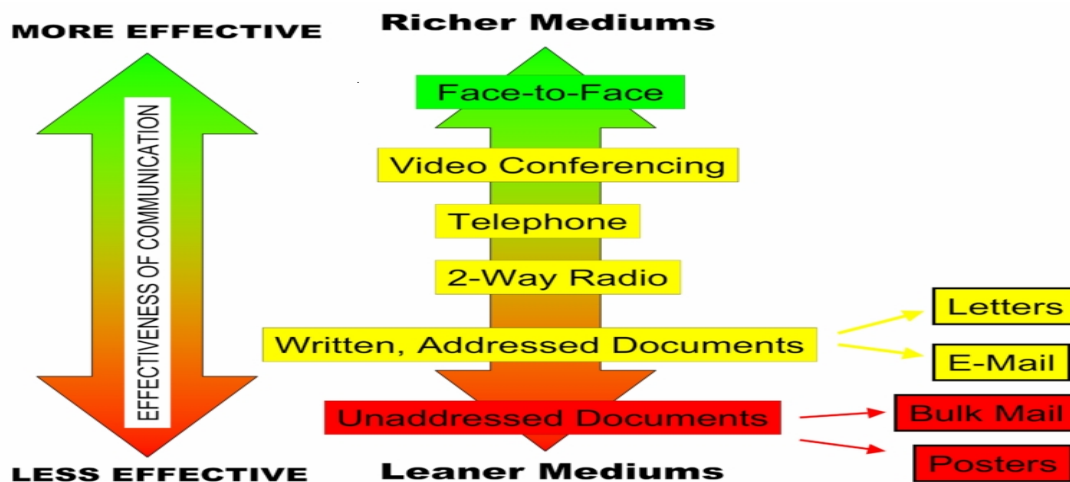 MORE EFFECTIVE
Richer Mediums
EFFECTIVENESS OF COMMUNICATION
Face-to-Face
Video Conferencing
Telephone
2-Way Radio
Written, Addressed Documents
Letters
E-Mail
Unaddressed Documents
Bulk Mail
Posters
LESS EFFECTIVE
Leaner Mediums